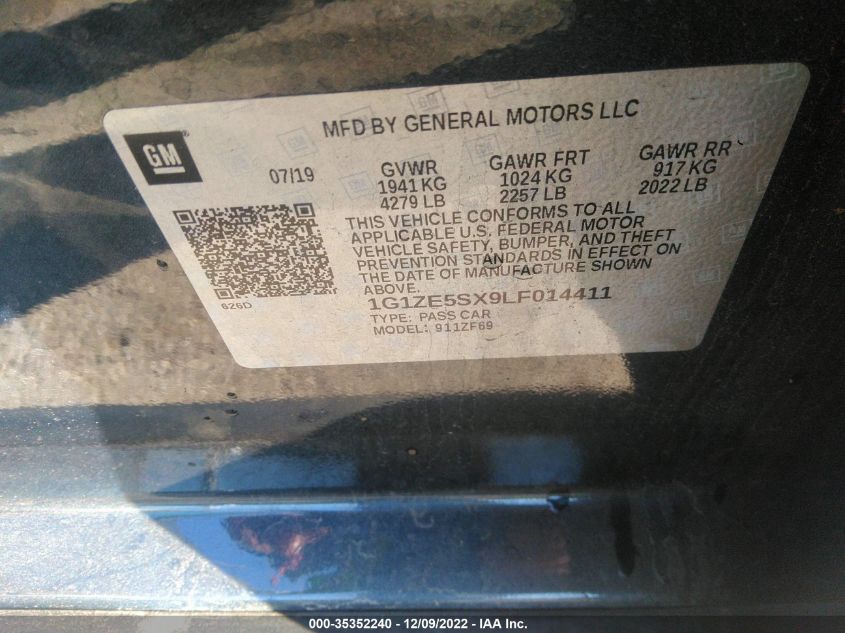 MFD BY GENERAL MOTORS LLC
GM
07/19
GVWR
1941 KG
4279 LB
GAWR FRT
1024 KG
2257 LB
GAWR RR
917 KG
2022 LB
THIS VEHICLE CONFORMS TO ALL
APPLICABLE U.S. FEDERAL MOTOR
VEHICLE SAFETY, BUMPER, AND THEFT
PREVENTION STANDARDS IN EFFECT ON
THE DATE OF MANUFACTURE SHOWN
ABOVE.
626D
1G1ZE5SX9LF014411
TYPE: PASS CAR
MODEL: 911ZF69
000-35352240 - 12/09/2022 - IAA Inc.